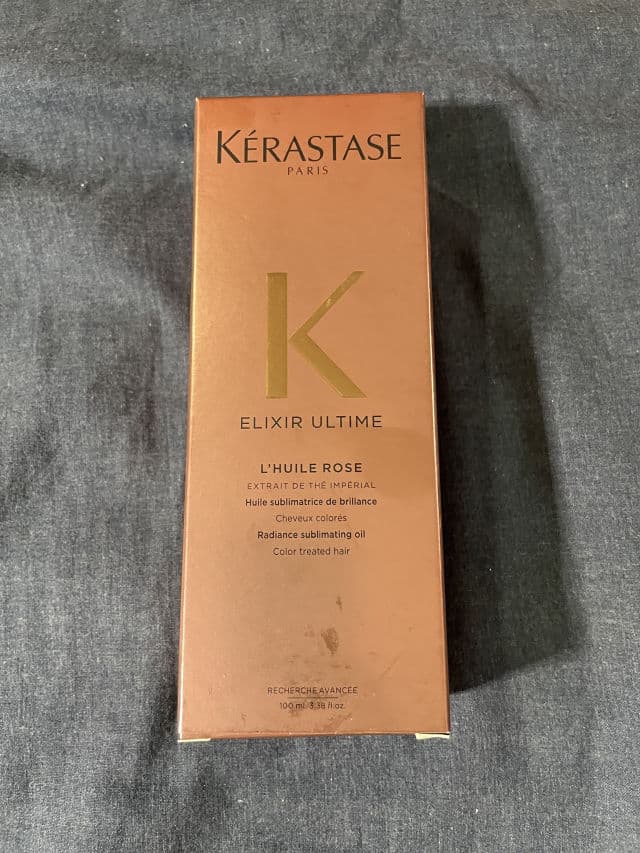 KÉRASTASE
PARIS
K
ELIXIR ULTIME
L'HUILE ROSE
EXTRAIT DE THÉ IMPÉRIAL
Huile sublimatrice de brillance
Cheveux colorés
Radiance sublimating oil
Color treated hair
RECHERCHE AVANCÉE
100 ml. 3.38 fl.oz.